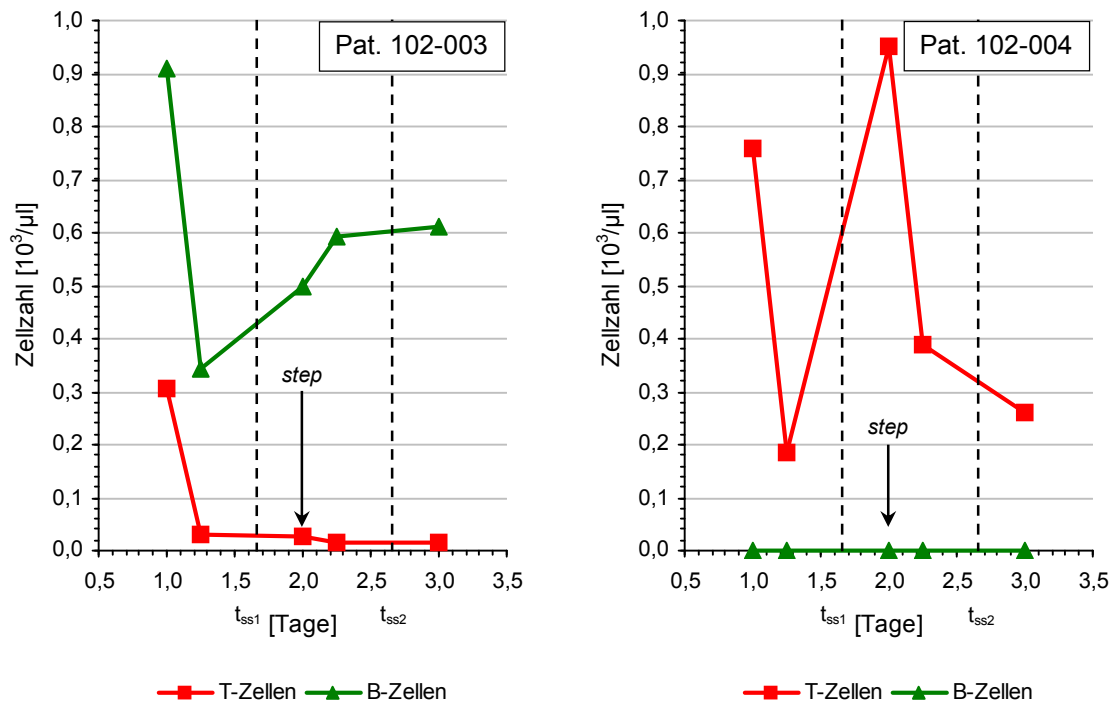 Pat. 102-003
Zellzahl [10³/µl]
1,0
0,9
0,8
0,7
0,6
0,5
0,4
0,3
0,2
0,1
0,0
step
0,5 1,0 1,5 2,0 2,5 3,0 3,5
tss1 [Tage] tss2
T-Zellen B-Zellen
Pat. 102-004
Zellzahl [10³/µl]
1,0
0,9
0,8
0,7
0,6
0,5
0,4
0,3
0,2
0,1
0,0
step
0,5 1,0 1,5 2,0 2,5 3,0 3,5
tss1 [Tage] tss2
T-Zellen B-Zellen